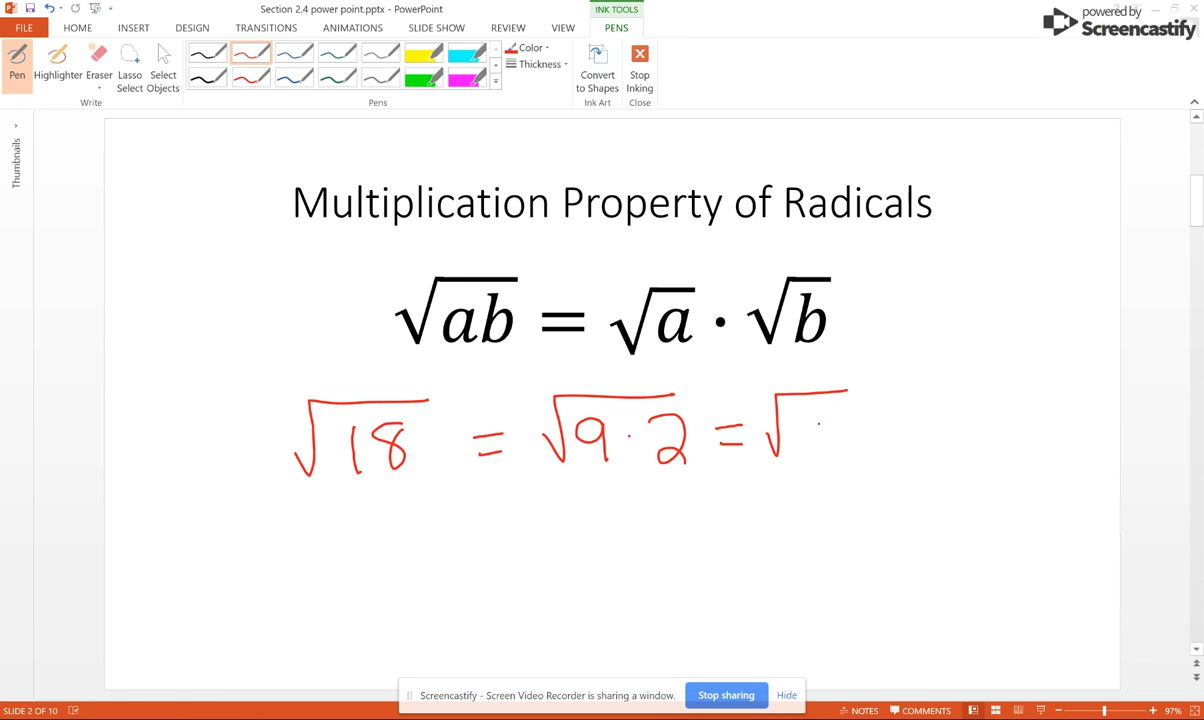 Section 2.4 power point.pptx - PowerPoint
INK TOOLS
powered by
Screencastify
FILE HOME INSERT DESIGN TRANSITIONS ANIMATIONS SLIDE SHOW REVIEW VIEW PENS
Pen Highlighter Eraser Lasso Select Select Objects
Color
Thickness
Convert to Shapes
Stop Inking
Write Pens Ink Art Close
Thumbnails
Multiplication Property of Radicals
√ab = √a · √b
√18 = √9 · 2 = √
Screencastify - Screen Video Recorder is sharing a window. Stop sharing Hide
SLIDE 2 OF 10 NOTES COMMENTS 97%